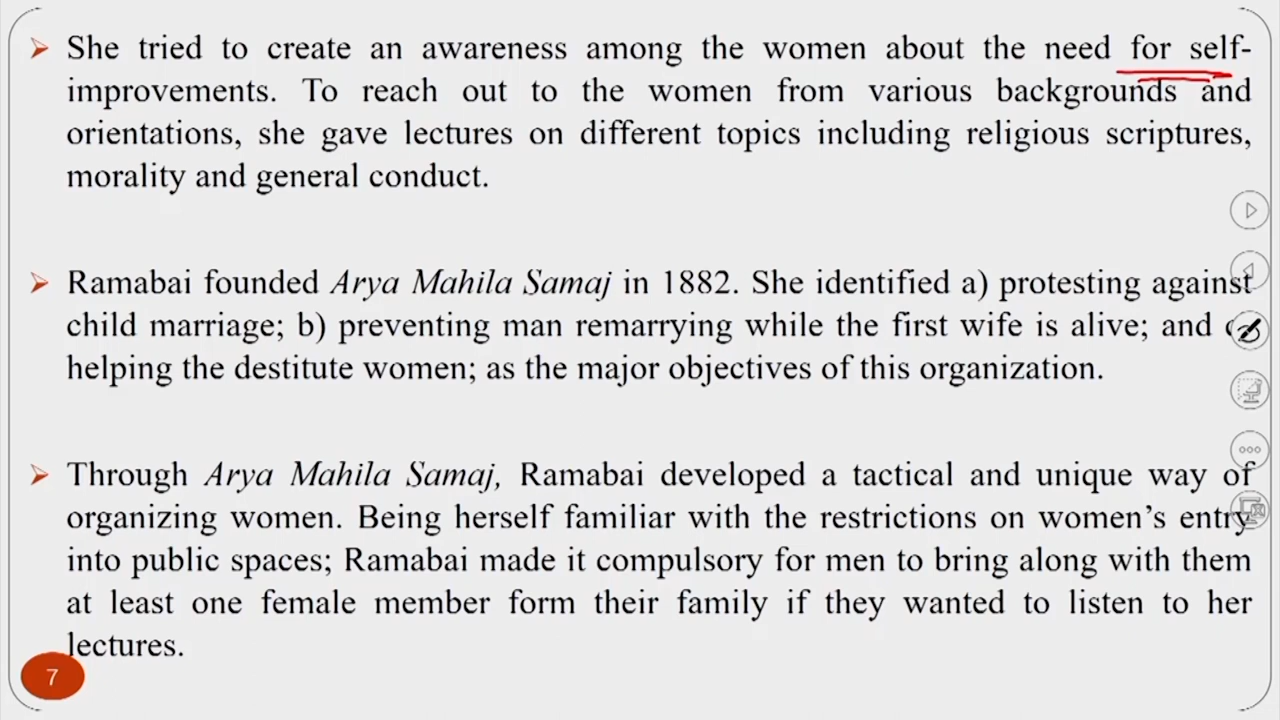 She tried to create an awareness among the women about the need for self-
improvements. To reach out to the women from various backgrounds and
orientations, she gave lectures on different topics including religious scriptures,
morality and general conduct.
Ramabai founded Arya Mahila Samaj in 1882. She identified a) protesting against
child marriage; b) preventing man remarrying while the first wife is alive; and
helping the destitute women; as the major objectives of this organization.
Through Arya Mahila Samaj, Ramabai developed a tactical and unique way of
organizing women. Being herself familiar with the restrictions on women's entry
into public spaces; Ramabai made it compulsory for men to bring along with them
at least one female member form their family if they wanted to listen to her
lectures.
7